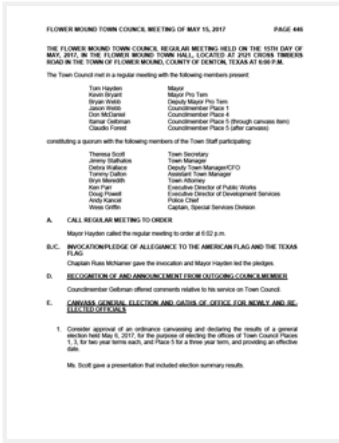 FLOWER MOUND TOWN COUNCIL MEETING OF MAY 15, 2017 PAGE 446
THE FLOWER MOUND TOWN COUNCIL REGULAR MEETING HELD ON THE 15TH DAY OF
MAY, 2017, IN THE FLOWER MOUND TOWN HALL, LOCATED AT 2121 CROSS TIMBERS
ROAD IN THE TOWN OF FLOWER MOUND, COUNTY OF DENTON, TEXAS AT 6:00 P.M.
The Town Council met in a regular meeting with the following members present:
Tom Hayden Mayor
Kevin Bryant Mayor Pro Tem
Bryan Webb Deputy Mayor Pro Tem
Jason Webb Councilmember Place 1
Don McDaniel Councilmember Place 4
Itamar Gelbman Councilmember Place 5 (through canvass item)
Claudio Forest Councilmember Place 5 (after canvass)
constituting a quorum with the following members of the Town Staff participating:
Theresa Scott Town Secretary
Jimmy Stathatos Town Manager
Debra Wallace Deputy Town Manager/CFO
Tommy Dalton Assistant Town Manager
Bryn Meredith Town Attorney
Ken Parr Executive Director of Public Works
Doug Powell Executive Director of Development Services
Andy Kancel Police Chief
Wess Griffin Captain, Special Services Division
A. CALL REGULAR MEETING TO ORDER
Mayor Hayden called the regular meeting to order at 6:02 p.m.
B./C. INVOCATION/PLEDGE OF ALLEGIANCE TO THE AMERICAN FLAG AND THE TEXAS
FLAG
Chaplain Russ McNamer gave the invocation and Mayor Hayden led the pledges.
D. RECOGNITION OF AND ANNOUNCEMENT FROM OUTGOING COUNCILMEMBER
Councilmember Gelbman offered comments relative to his service on Town Council.
E. CANVASS GENERAL ELECTION AND OATHS OF OFFICE FOR NEWLY AND RE-
ELECTED OFFICIALS
1. Consider approval of an ordinance canvassing and declaring the results of a general
election held May 6, 2017, for the purpose of electing the offices of Town Council Places
1, 3, for two year terms each, and Place 5 for a three year term, and providing an effective
date.
Ms. Scott gave a presentation that included election summary results.